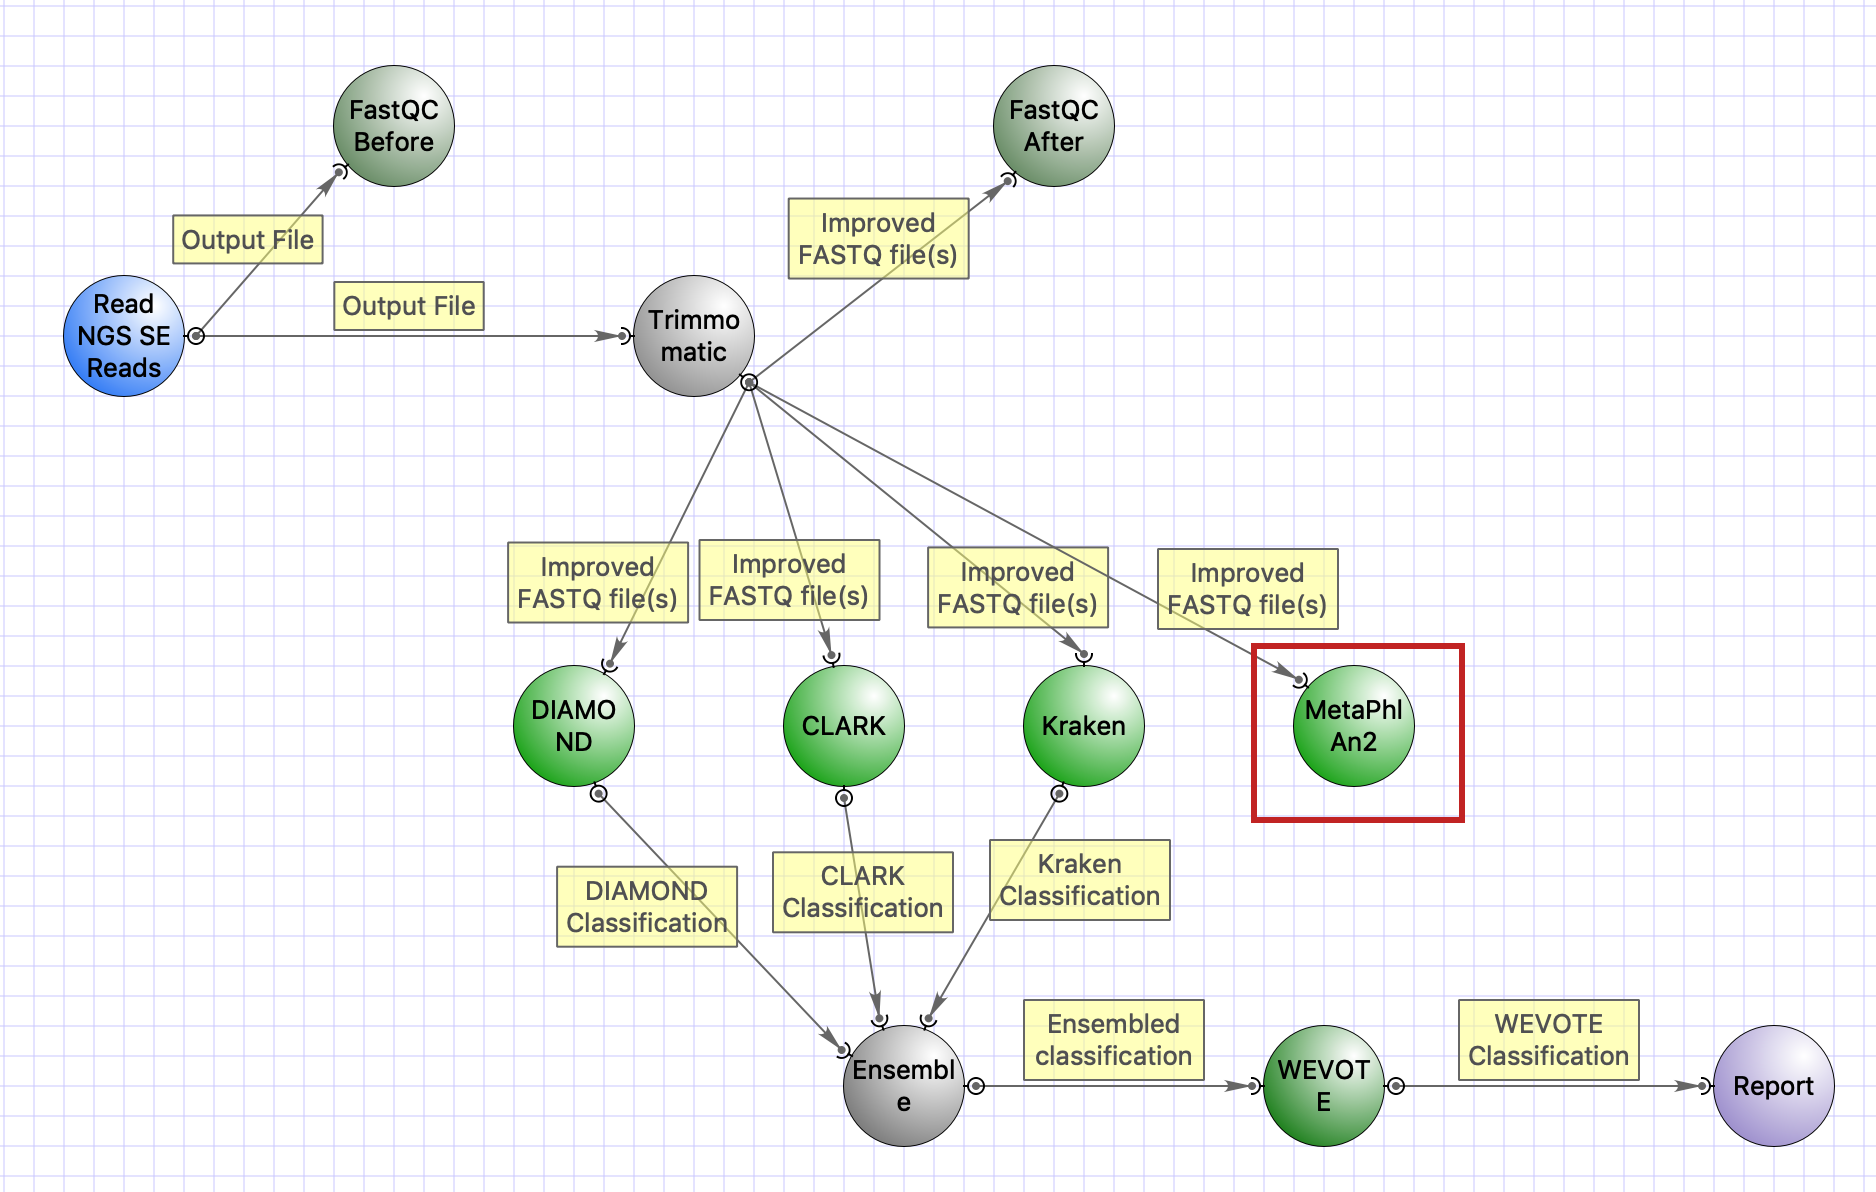 FastQC
Before
FastQC
After
Improved
FASTQ file(s)
Output File
Output File
Read
NGS SE
Reads
Trimmo
matic
Improved
FASTQ file(s)
Improved
FASTQ file(s)
Improved
FASTQ file(s)
Improved
FASTQ file(s)
DIAMO
ND
CLARK
Kraken
MetaPhl
An2
DIAMOND
Classification
CLARK
Classification
Kraken
Classification
Ensembl
e
Ensembled
classification
WEVOT
E
WEVOTE
Classification
Report